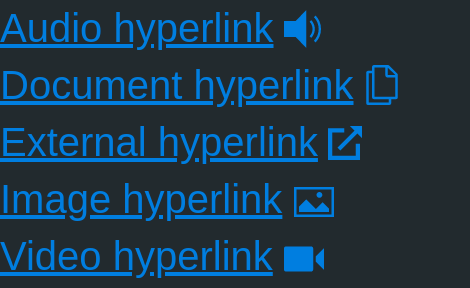 Audio hyperlink
Document hyperlink
External hyperlink
Image hyperlink
Video hyperlink